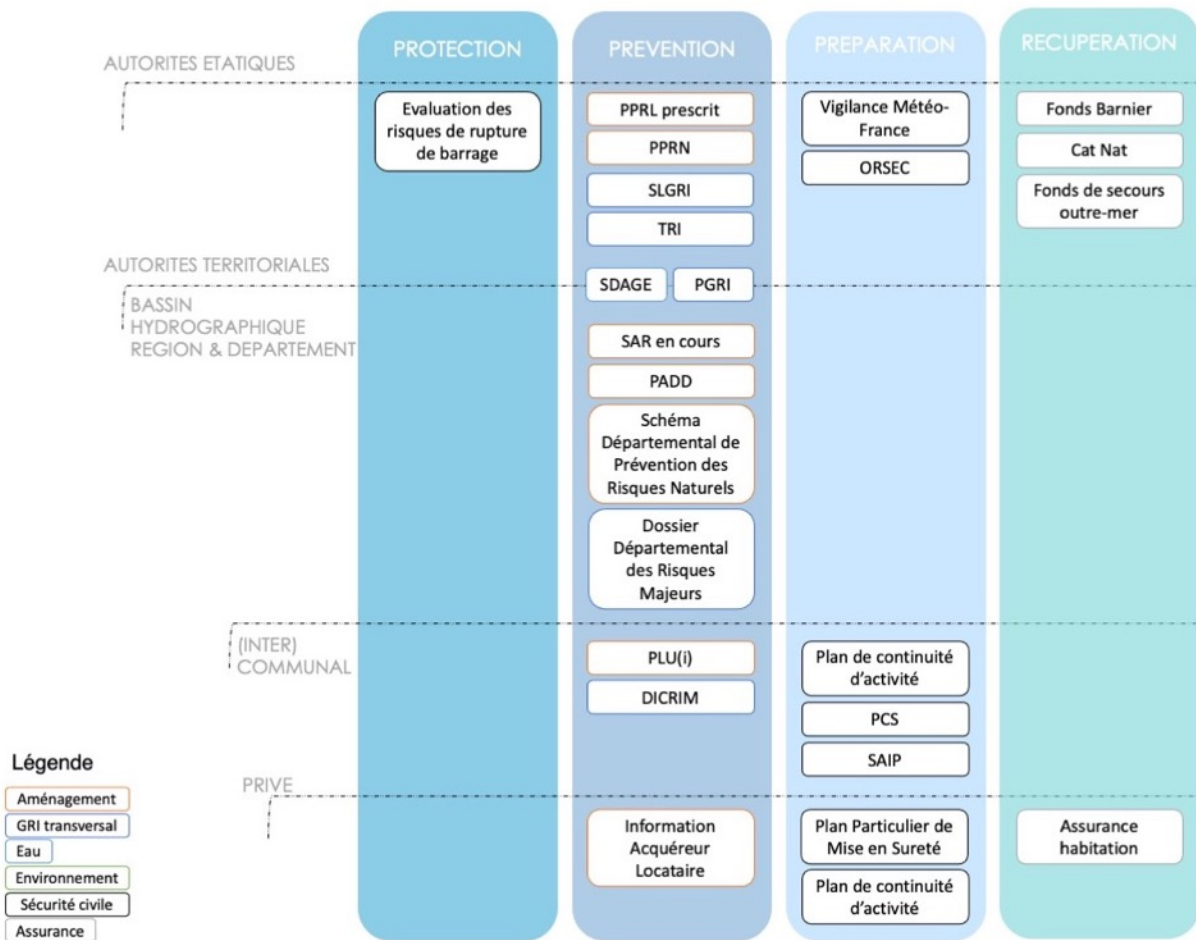 PROTECTION
PREVENTION
PREPARATION
RECUPERATION
AUTORITES ETATIQUES
Evaluation des
risques de rupture
de barrage
PPRL prescrit
PPRN
SLGRI
TRI
Vigilance Météo-
France
ORSEC
Fonds Barnier
Cat Nat
Fonds de secours
outre-mer
AUTORITES TERRITORIALES
BASSIN
HYDROGRAPHIQUE
REGION & DEPARTEMENT
SDAGE
PGRI
SAR en cours
PADD
Schéma
Départemental de
Prévention des
Risques Naturels
Dossier
Départemental
des Risques
Majeurs
(INTER)
COMMUNAL
PLU(i)
DICRIM
Plan de continuité
d'activité
PCS
SAIP
PRIVE
Information
Acquéreur
Locataire
Plan Particulier de
Mise en Sureté
Plan de continuité
d'activité
Assurance
habitation
Légende
Aménagement
GRI transversal
Eau
Environnement
Sécurité civile
Assurance